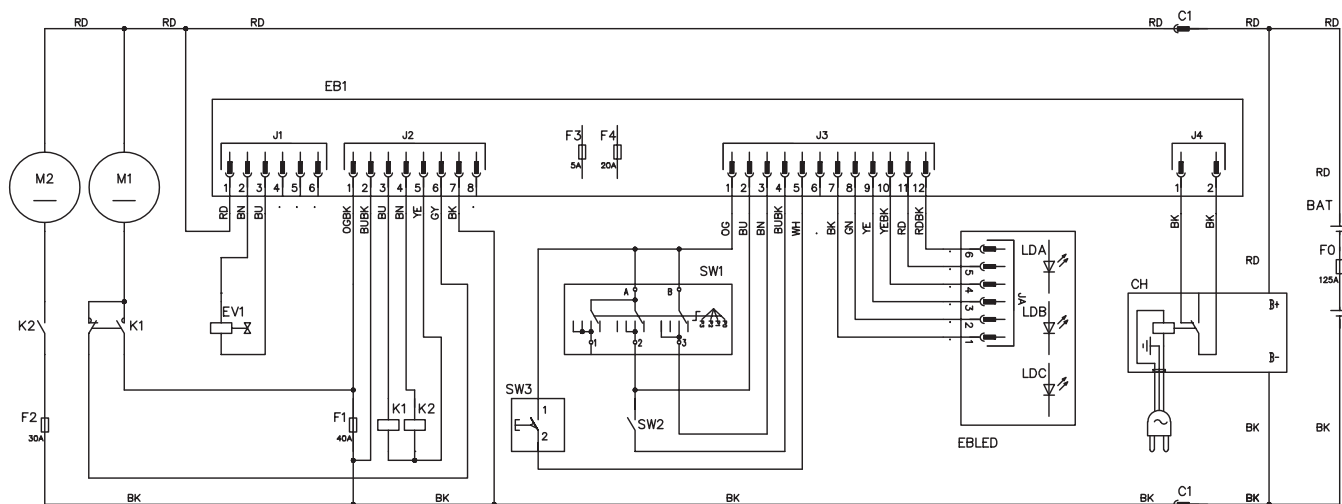 RD RD RD RD C1 RD RD
EB1
J1 J2 F3 F4 J3 J4
5A 20A
M2 M1
1 2 3 4 5 6 1 2 3 4 5 6 7 8 1 2 3 4 5 6 7 8 9 10 11 12 1 2
RD BN BU . . . OGBK BUBK BU BN YE GY BK . OG BU BN BUBK WH . BK GN YE YEBK RD RDBK BK BK
RD
BAT
F0
125A
RD
6 5 4 3 2 1
JA
LDA
LDB
LDC
SW1
A B
1 2 3
CH
B+
B-
K2 K1 EV1
SW3
1
2
K1 K2
SW2
F2
30A
F1
40A
EBLED
BK BK
BK BK BK BK C1 BK